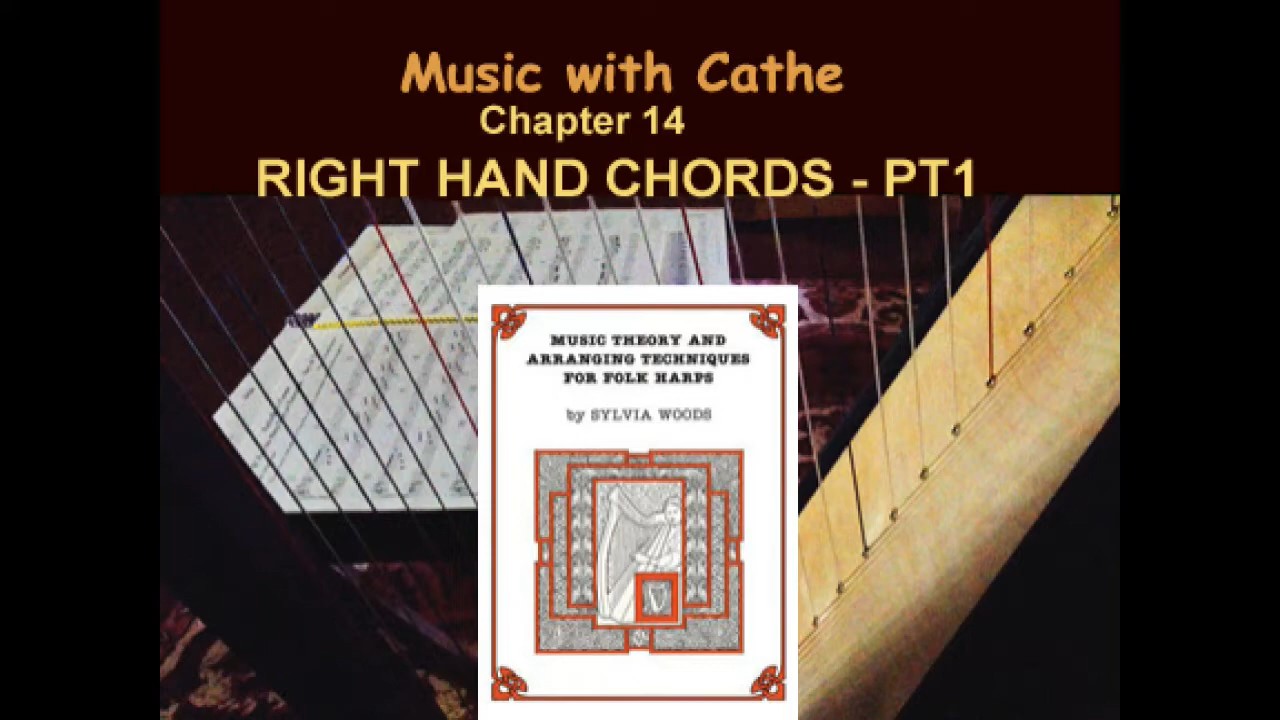 Music with Cathe
Chapter 14
RIGHT HAND CHORDS - PT1
MUSIC THEORY AND
ARRANGING TECHNIQUES
FOR FOLK HARPS
by SYLVIA WOODS